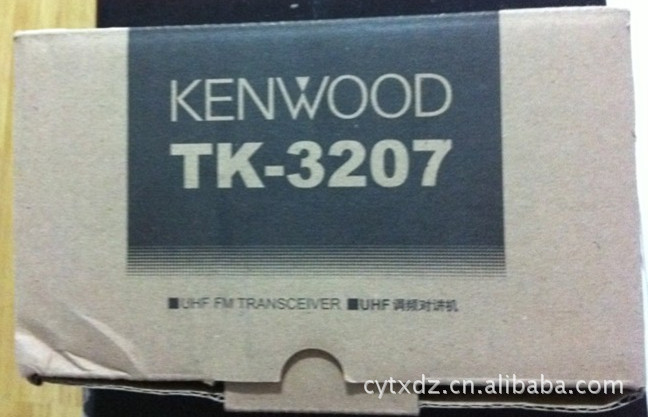 KENWOOD
TK-3207
■UHF FM TRANSCEIVER ■UHF 调频对讲机
cytxdz.cn.alibaba.com